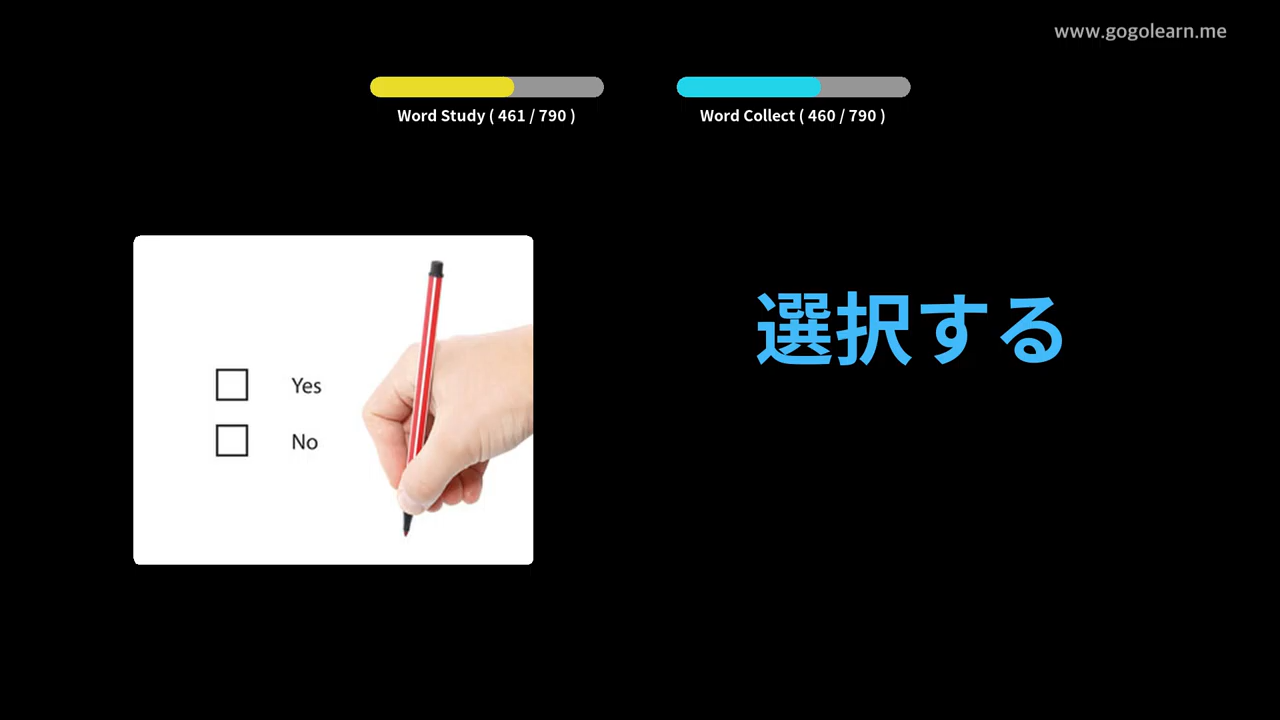 www.gogolearn.me
Word Study ( 461 / 790 )
Word Collect ( 460 / 790 )
Yes
No
選択する